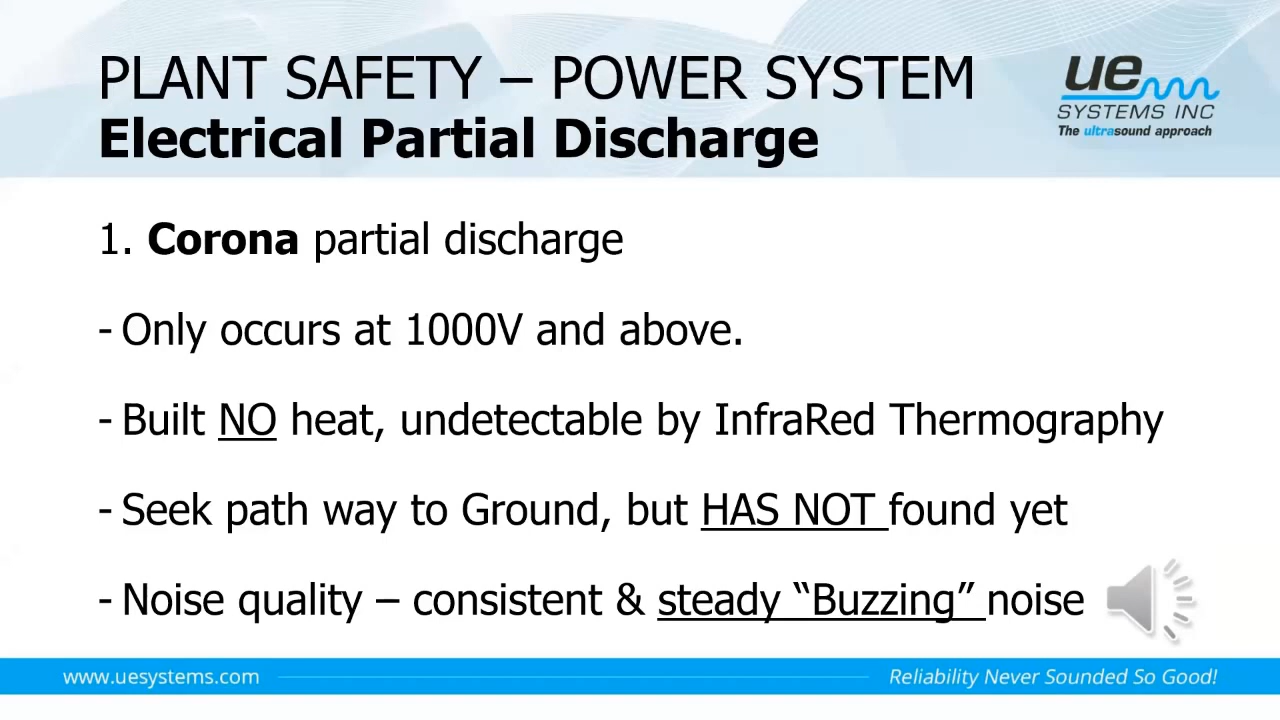 PLANT SAFETY – POWER SYSTEM
Electrical Partial Discharge
ue
SYSTEMS INC
The ultrasound approach
1. Corona partial discharge
- Only occurs at 1000V and above.
- Built NO heat, undetectable by InfraRed Thermography
- Seek path way to Ground, but HAS NOT found yet
- Noise quality – consistent & steady “Buzzing” noise
www.uesystems.com
Reliability Never Sounded So Good!